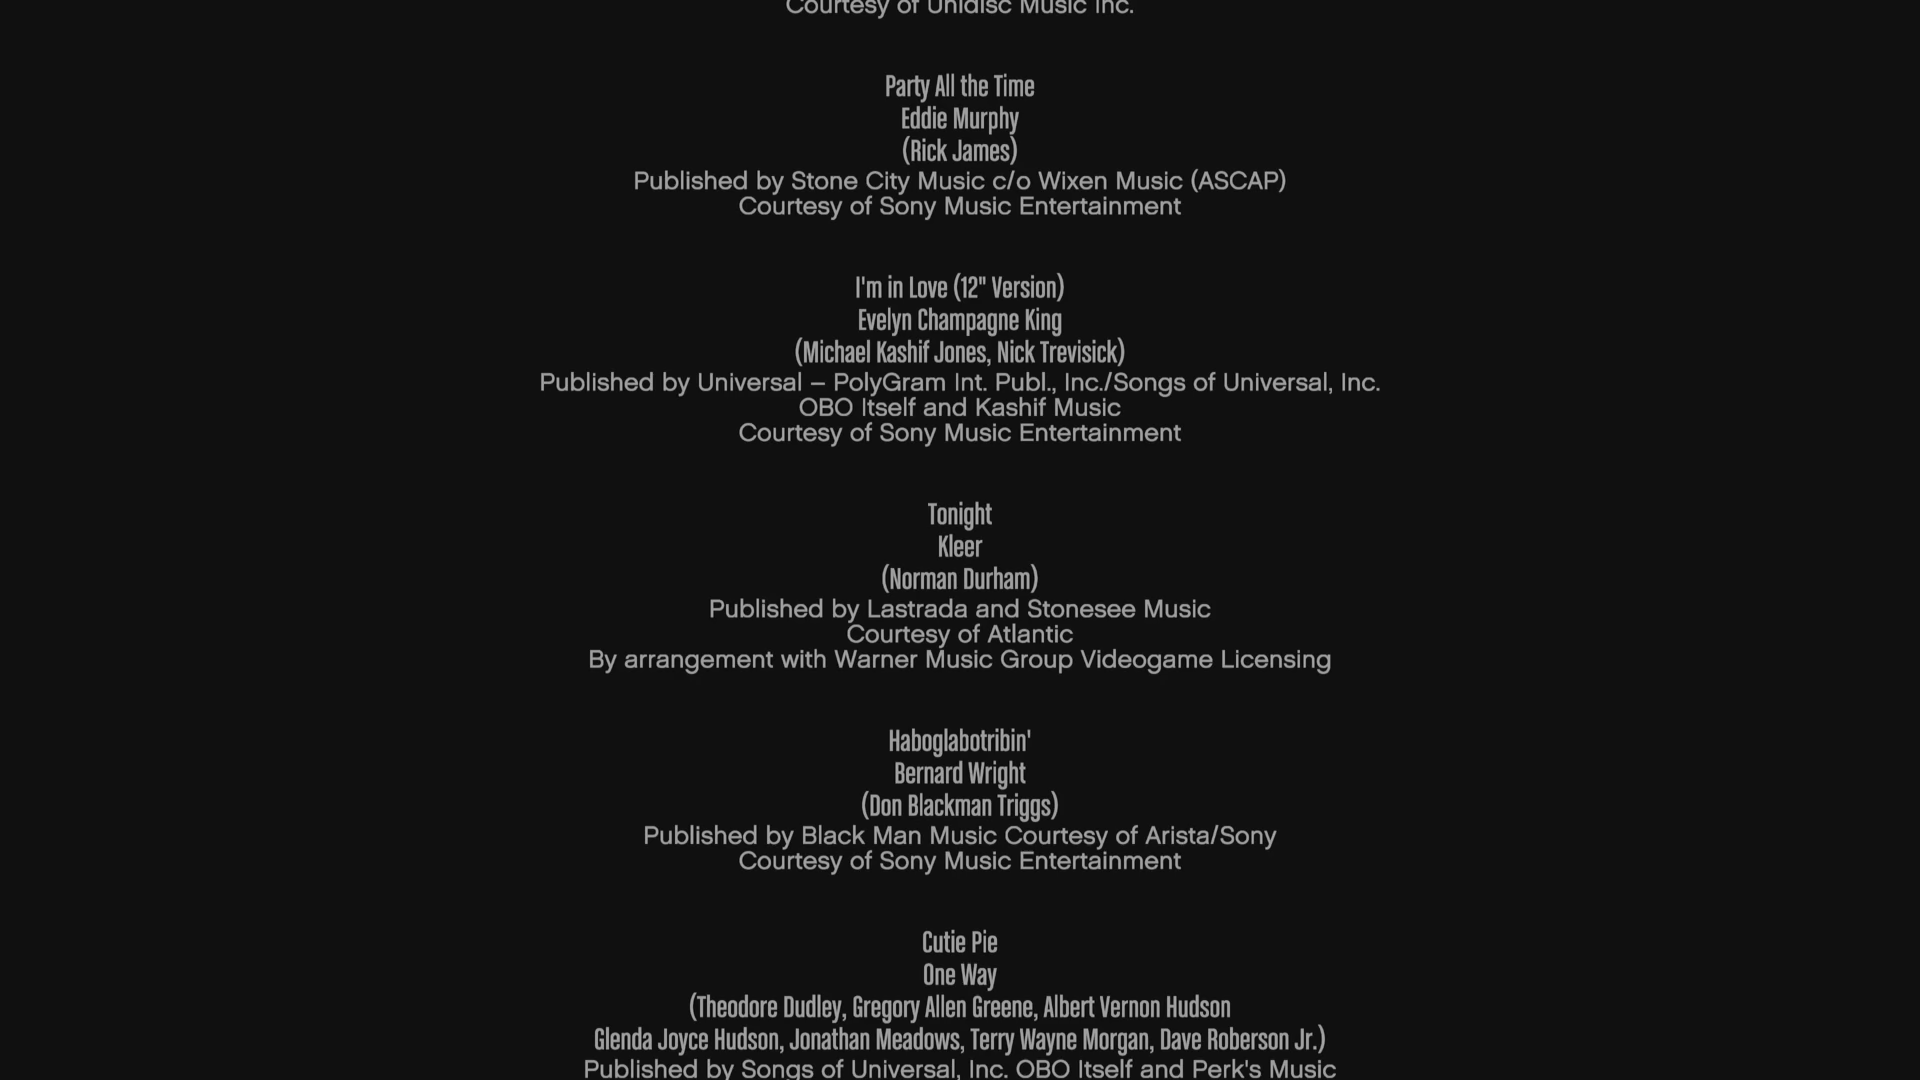 Courtesy of Unidisc Music Inc.
Party All the Time
Eddie Murphy
(Rick James)
Published by Stone City Music c/o Wixen Music (ASCAP)
Courtesy of Sony Music Entertainment
I'm in Love (12" Version)
Evelyn Champagne King
(Michael Kashif Jones, Nick Trevisick)
Published by Universal – PolyGram Int. Publ., Inc./Songs of Universal, Inc.
OBO Itself and Kashif Music
Courtesy of Sony Music Entertainment
Tonight
Kleer
(Norman Durham)
Published by Lastrada and Stonesee Music
Courtesy of Atlantic
By arrangement with Warner Music Group Videogame Licensing
Haboglabotribin'
Bernard Wright
(Don Blackman Triggs)
Published by Black Man Music Courtesy of Arista/Sony
Courtesy of Sony Music Entertainment
Cutie Pie
One Way
(Theodore Dudley, Gregory Allen Greene, Albert Vernon Hudson
Glenda Joyce Hudson, Jonathan Meadows, Terry Wayne Morgan, Dave Roberson Jr.)
Published by Songs of Universal, Inc. OBO Itself and Perk's Music